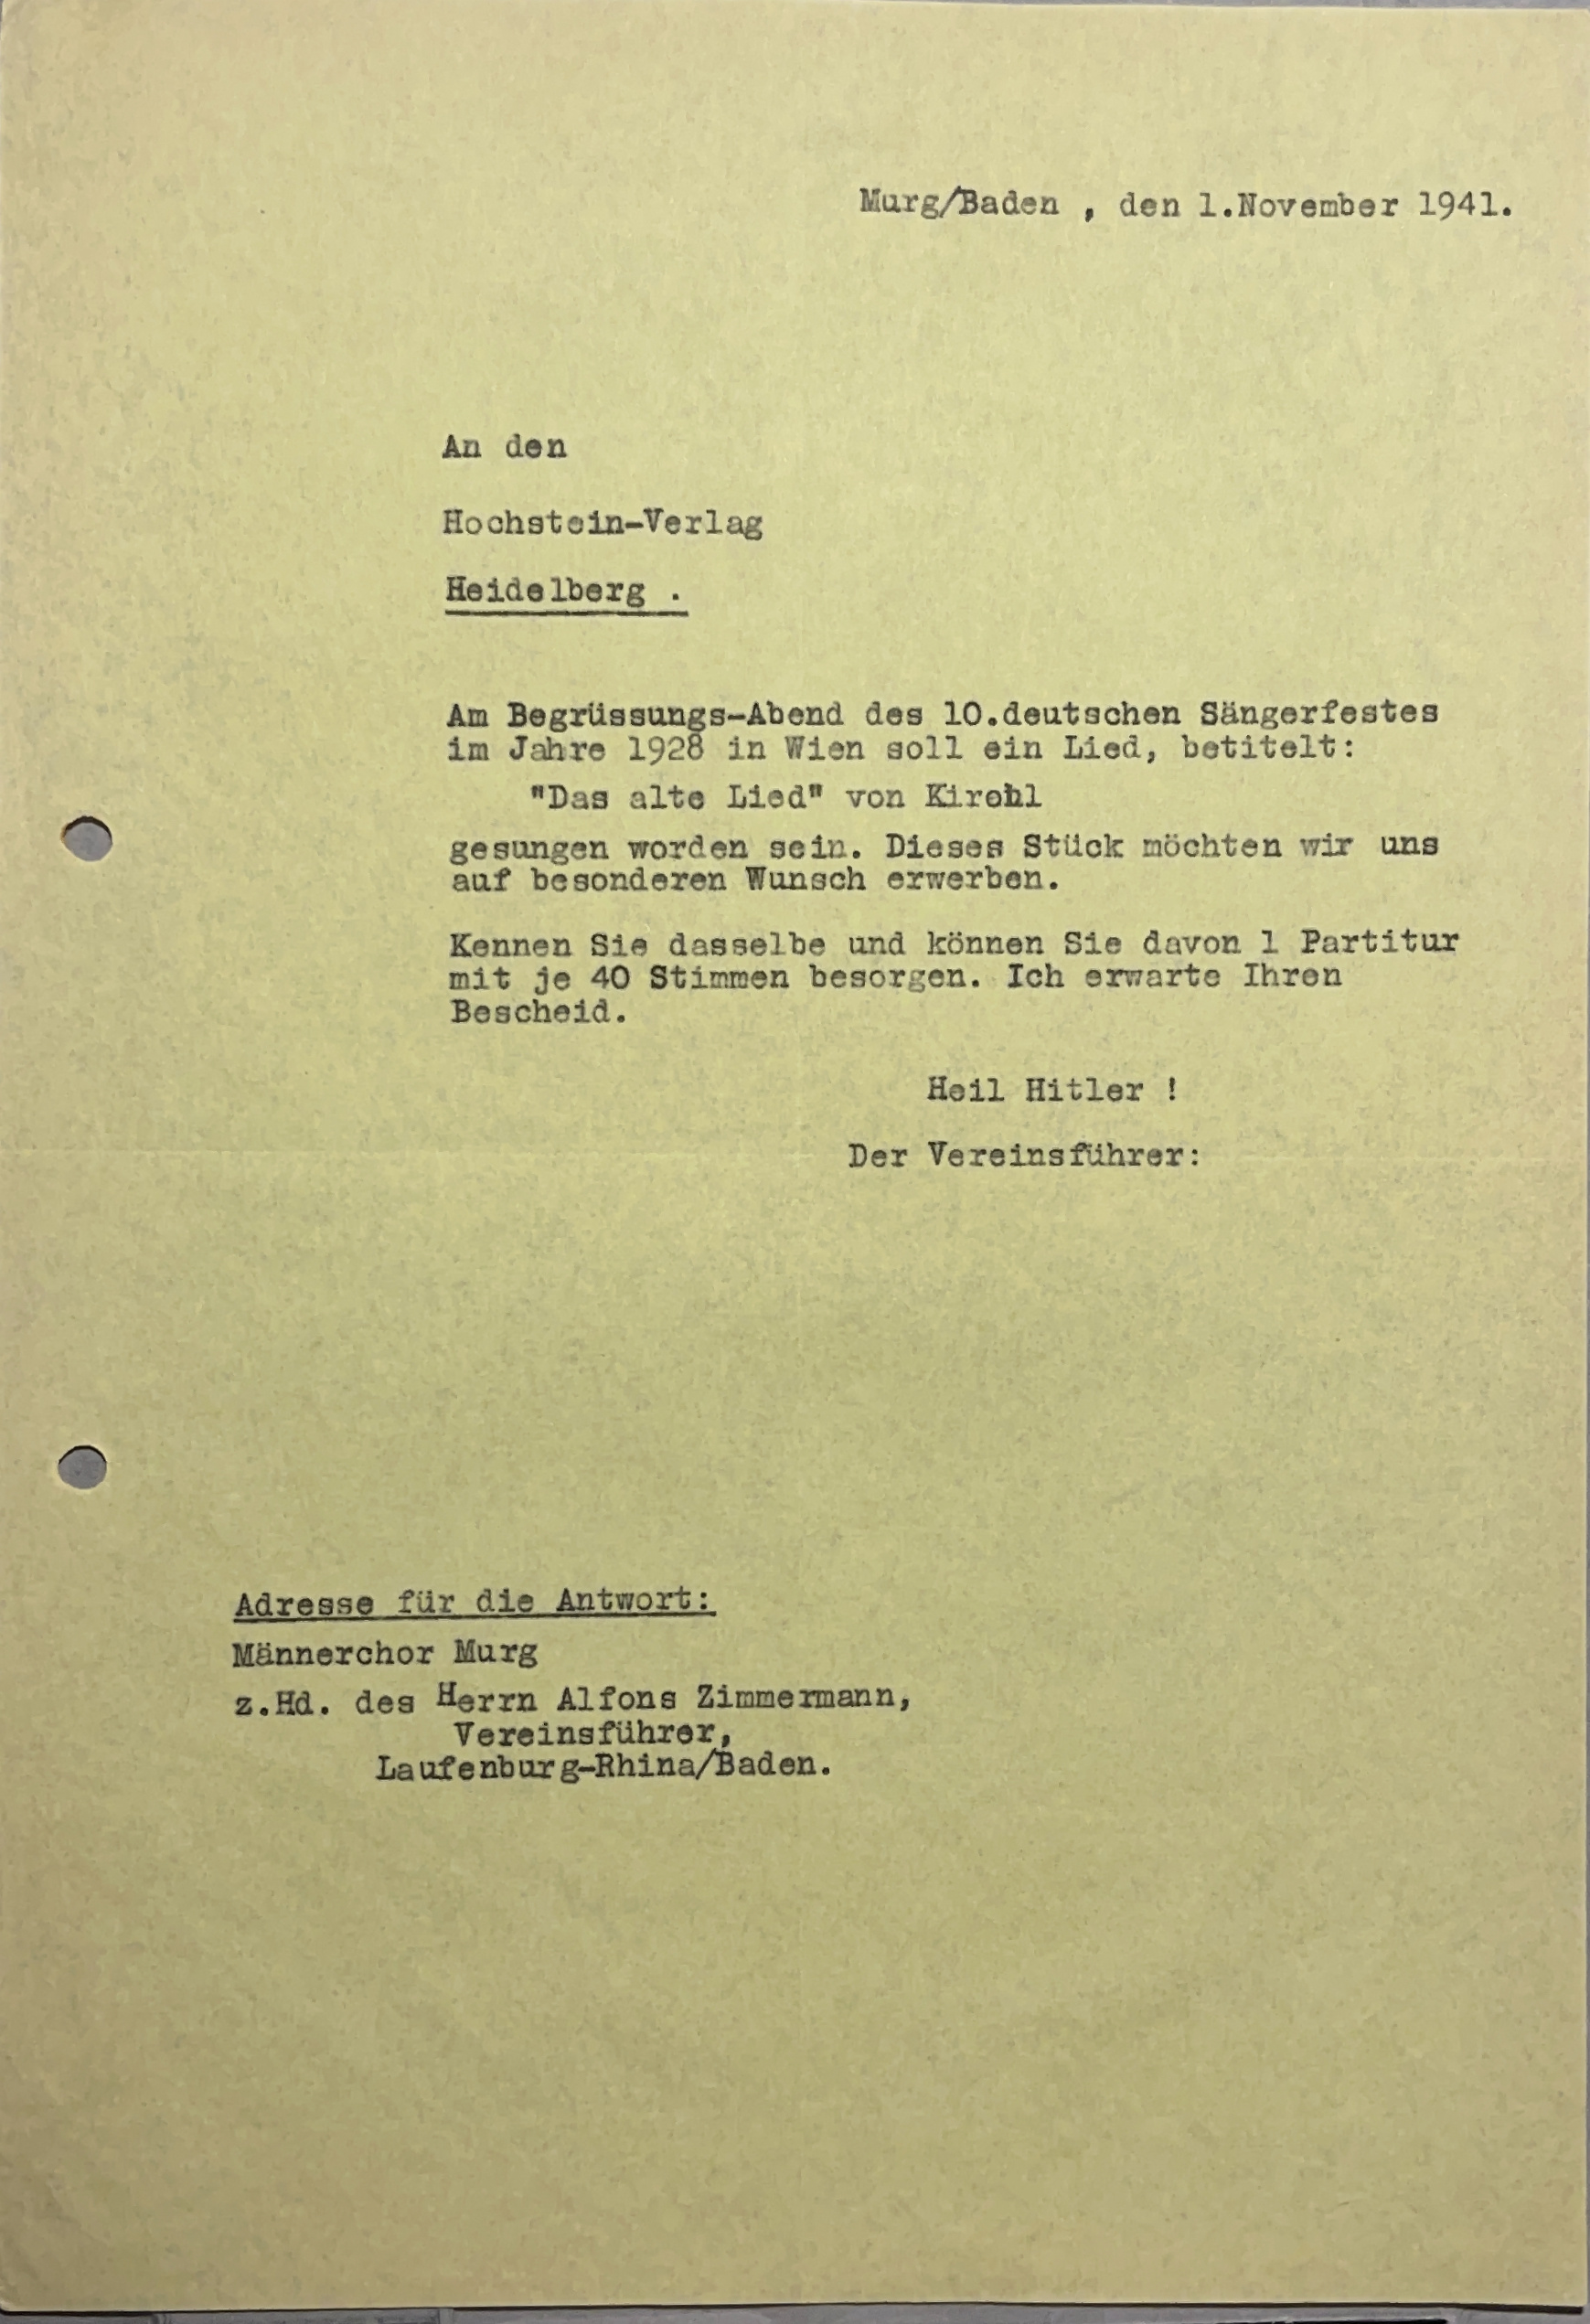 Murg/Baden , den 1.November 1941.
An den
Hochstein-Verlag
Heidelberg .
Am Begrüssungs-Abend des 10.deutschen Sängerfestes
im Jahre 1928 in Wien soll ein Lied, betitelt:
"Das alte Lied" von Kirchl
gesungen worden sein. Dieses Stück möchten wir uns
auf besonderen Wunsch erwerben.
Kennen Sie dasselbe und können Sie davon 1 Partitur
mit je 40 Stimmen besorgen. Ich erwarte Ihren
Bescheid.
Heil Hitler !
Der Vereinsführer:
Adresse für die Antwort:
Männerchor Murg
z.Hd. des Herrn Alfons Zimmermann,
Vereinsführer,
Laufenburg-Rhina/Baden.